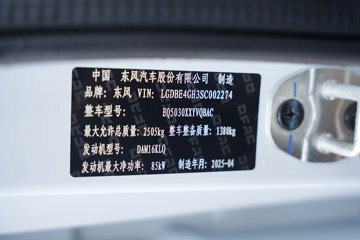 中国 东风汽车股份有限公司 制造
品牌: 东风 VIN: LGDBE4GH3SC002274
整车型号: EQ5030XXYVQBAC
最大允许总质量: 2505kg 整车整备质量: 1380kg
发动机型号: DAM16KLQ
发动机最大净功率: 85kW 制造年月: 2025-04